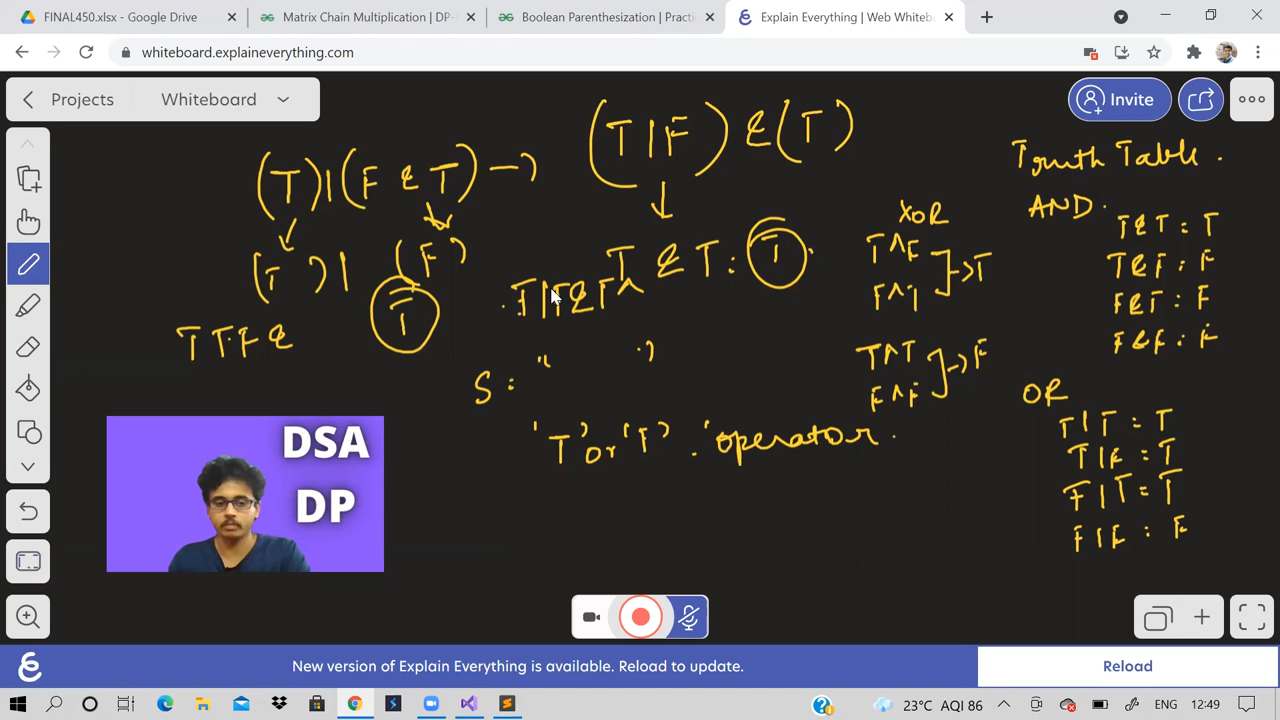 FINAL450.xlsx - Google Drive
Matrix Chain Multiplication | DP-
Boolean Parenthesization | Practi
Explain Everything | Web Whitebo
whiteboard.explaineverything.com
Projects
Whiteboard
Invite
(T|F) & (T)
(T)|(F & T) →
Truth Table .
AND.
XOR
T&T : T
T^F
T & T : T
T&F : F
→ T
(T)| (F)
F&T : F
T T F &
T
F&F : F
T^T
→ F
F^F
S : " "
OR
T|T = T
'T' or 'F' . 'operator .
T|F = T
F|T = T
F|F : F
DSA
DP
New version of Explain Everything is available. Reload to update.
Reload
23°C AQI 86
ENG
12:49